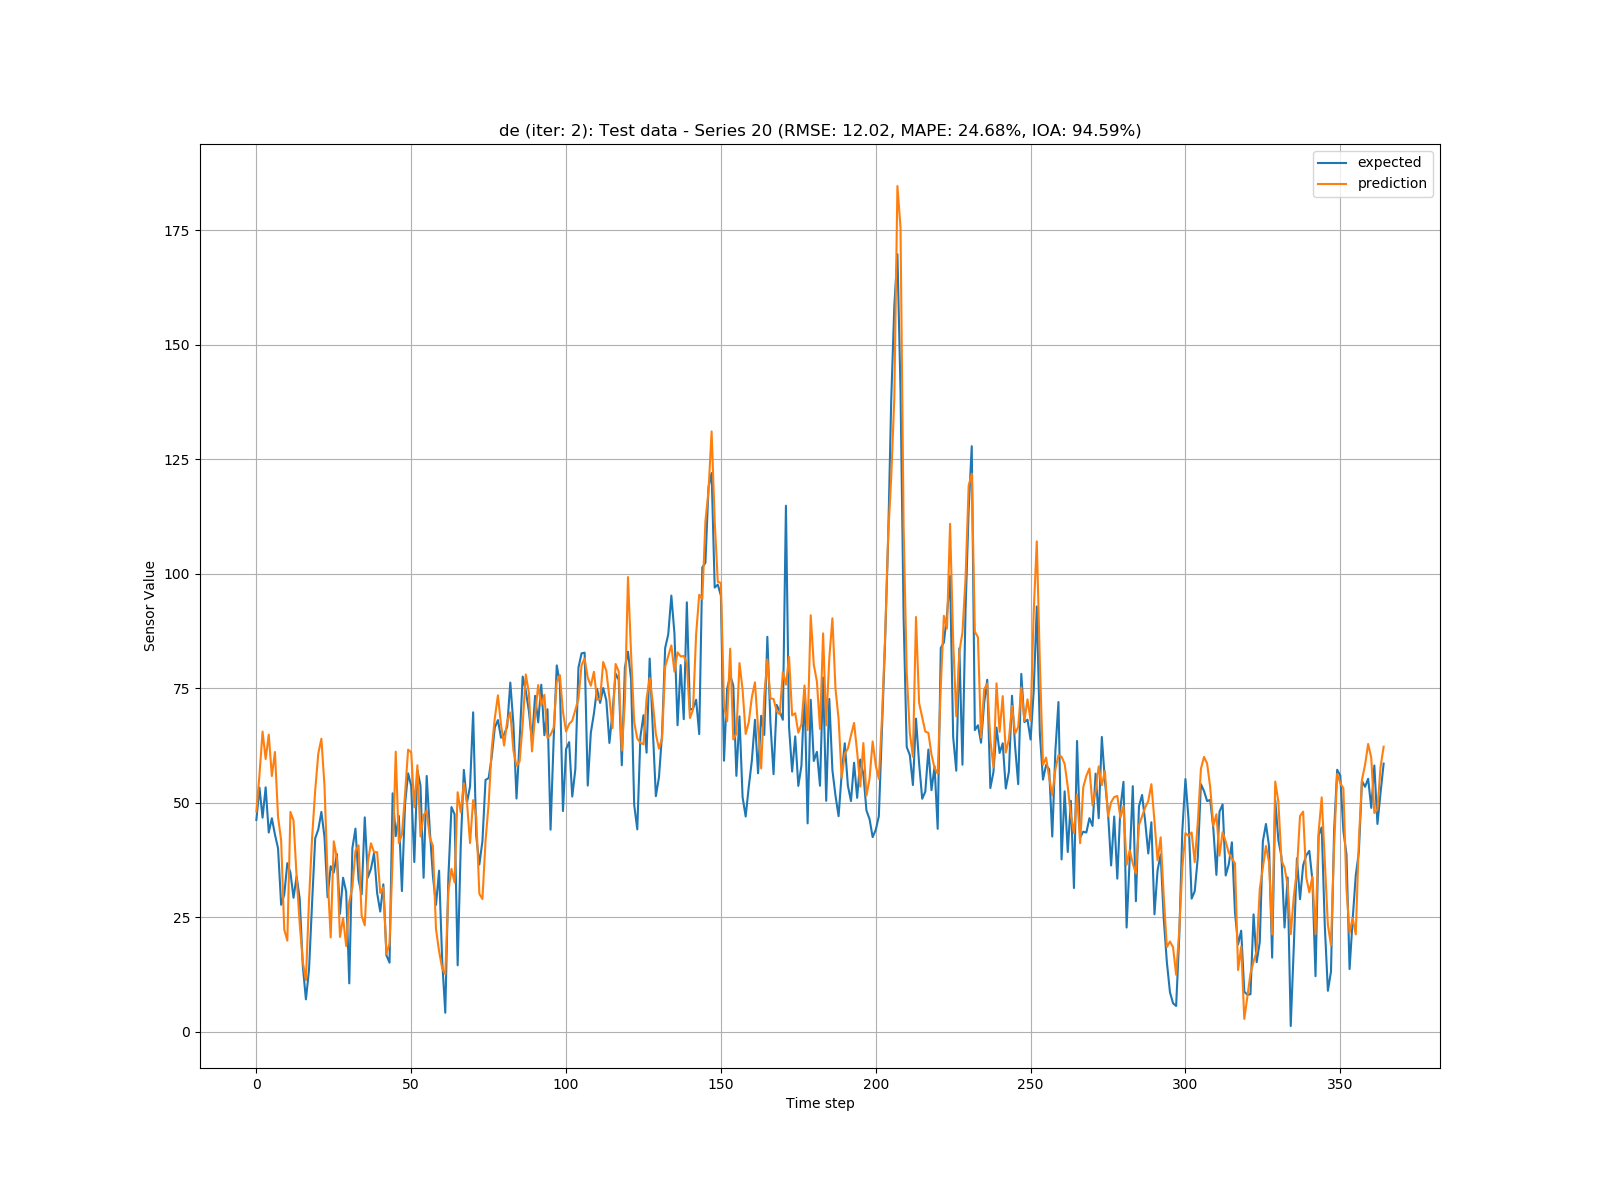 de (iter: 2): Test data - Series 20 (RMSE: 12.02, MAPE: 24.68%, IOA: 94.59%)
expected
prediction
175
150
125
100
75
50
25
0
Sensor Value
0 50 100 150 200 250 300 350
Time step